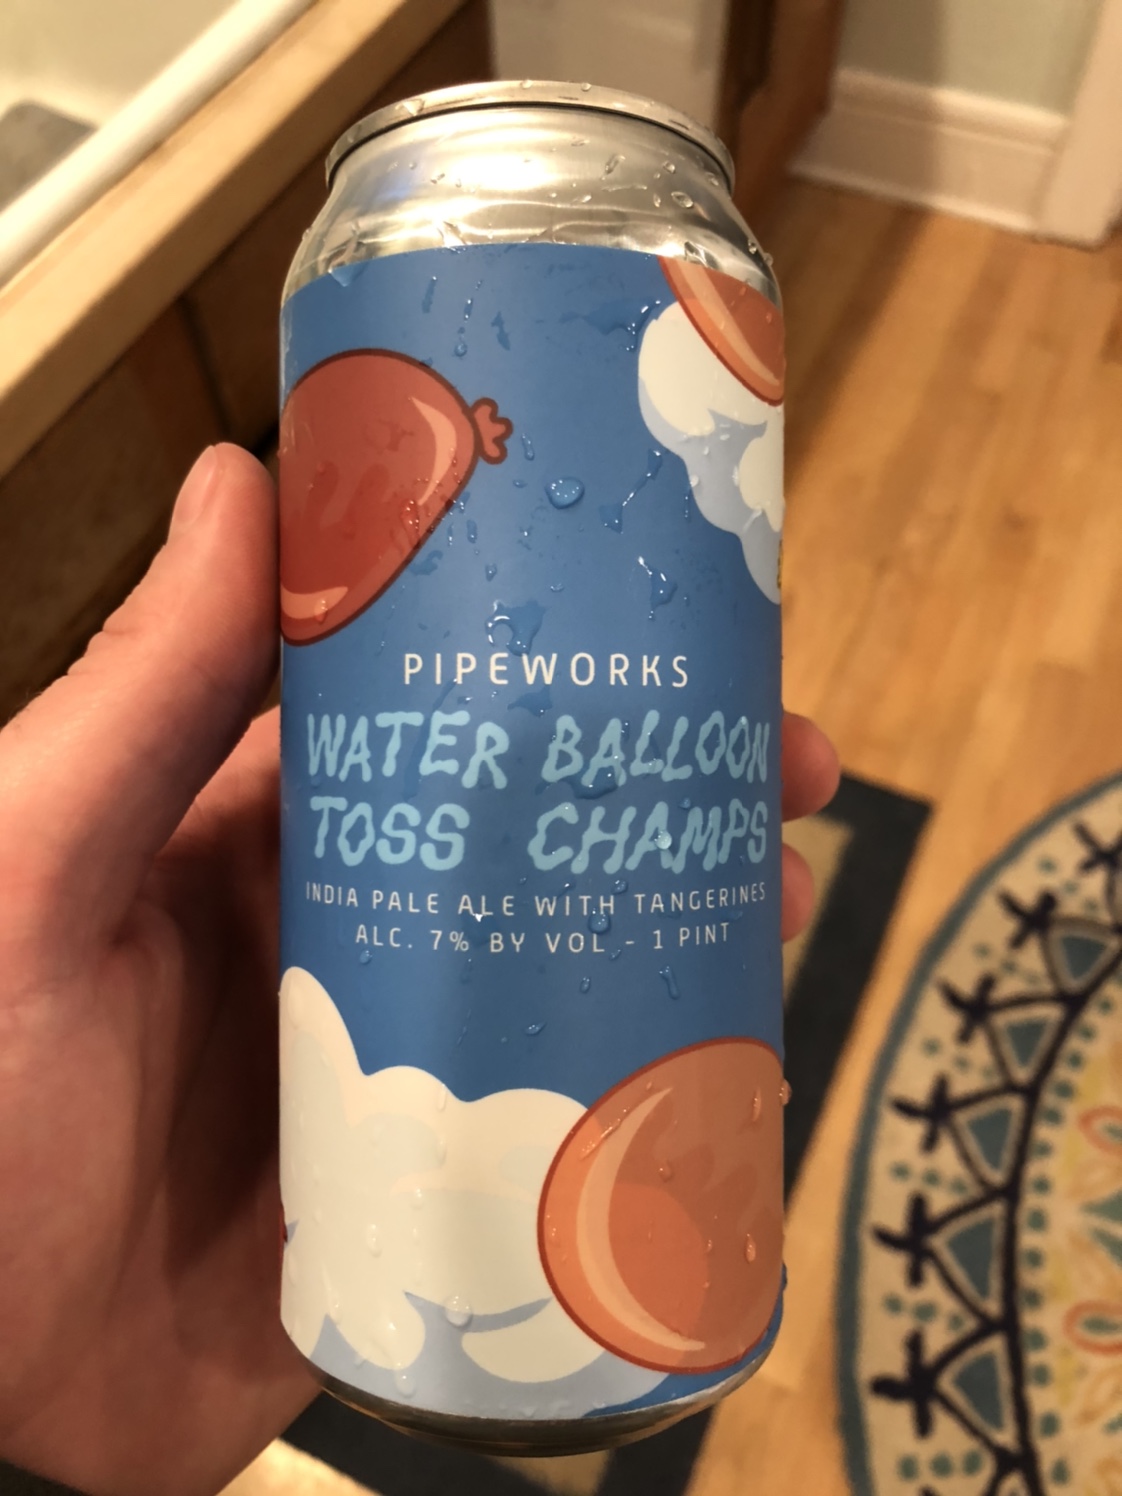 PIPEWORKS
WATER BALLOON
TOSS CHAMPS
INDIA PALE ALE WITH TANGERINES
ALC. 7% BY VOL - 1 PINT